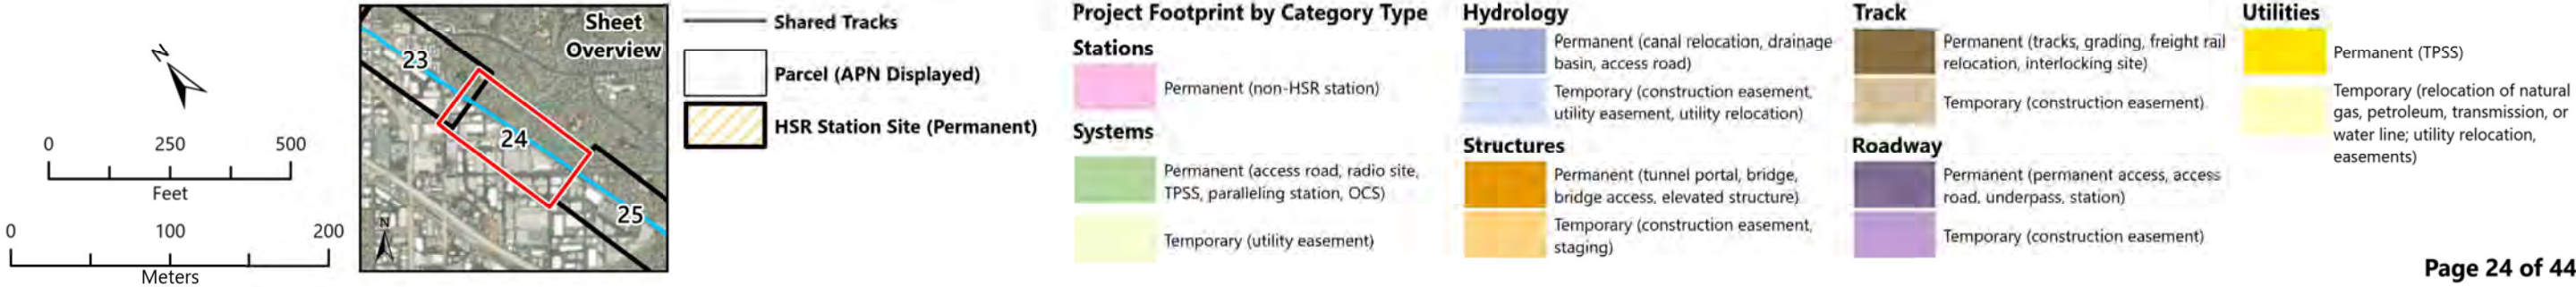 N
0 250 500
Feet
0 100 200
Meters
Sheet
Overview
23
24
25
N
Shared Tracks
Parcel (APN Displayed)
HSR Station Site (Permanent)
Project Footprint by Category Type
Stations
Permanent (non-HSR station)
Systems
Permanent (access road, radio site,
TPSS, paralleling station, OCS)
Temporary (utility easement)
Hydrology
Permanent (canal relocation, drainage
basin, access road)
Temporary (construction easement,
utility easement, utility relocation)
Structures
Permanent (tunnel portal, bridge,
bridge access, elevated structure)
Temporary (construction easement,
staging)
Track
Permanent (tracks, grading, freight rail
relocation, interlocking site)
Temporary (construction easement)
Roadway
Permanent (permanent access, access
road, underpass, station)
Temporary (construction easement)
Utilities
Permanent (TPSS)
Temporary (relocation of natural
gas, petroleum, transmission, or
water line; utility relocation,
easements)
Page 24 of 44